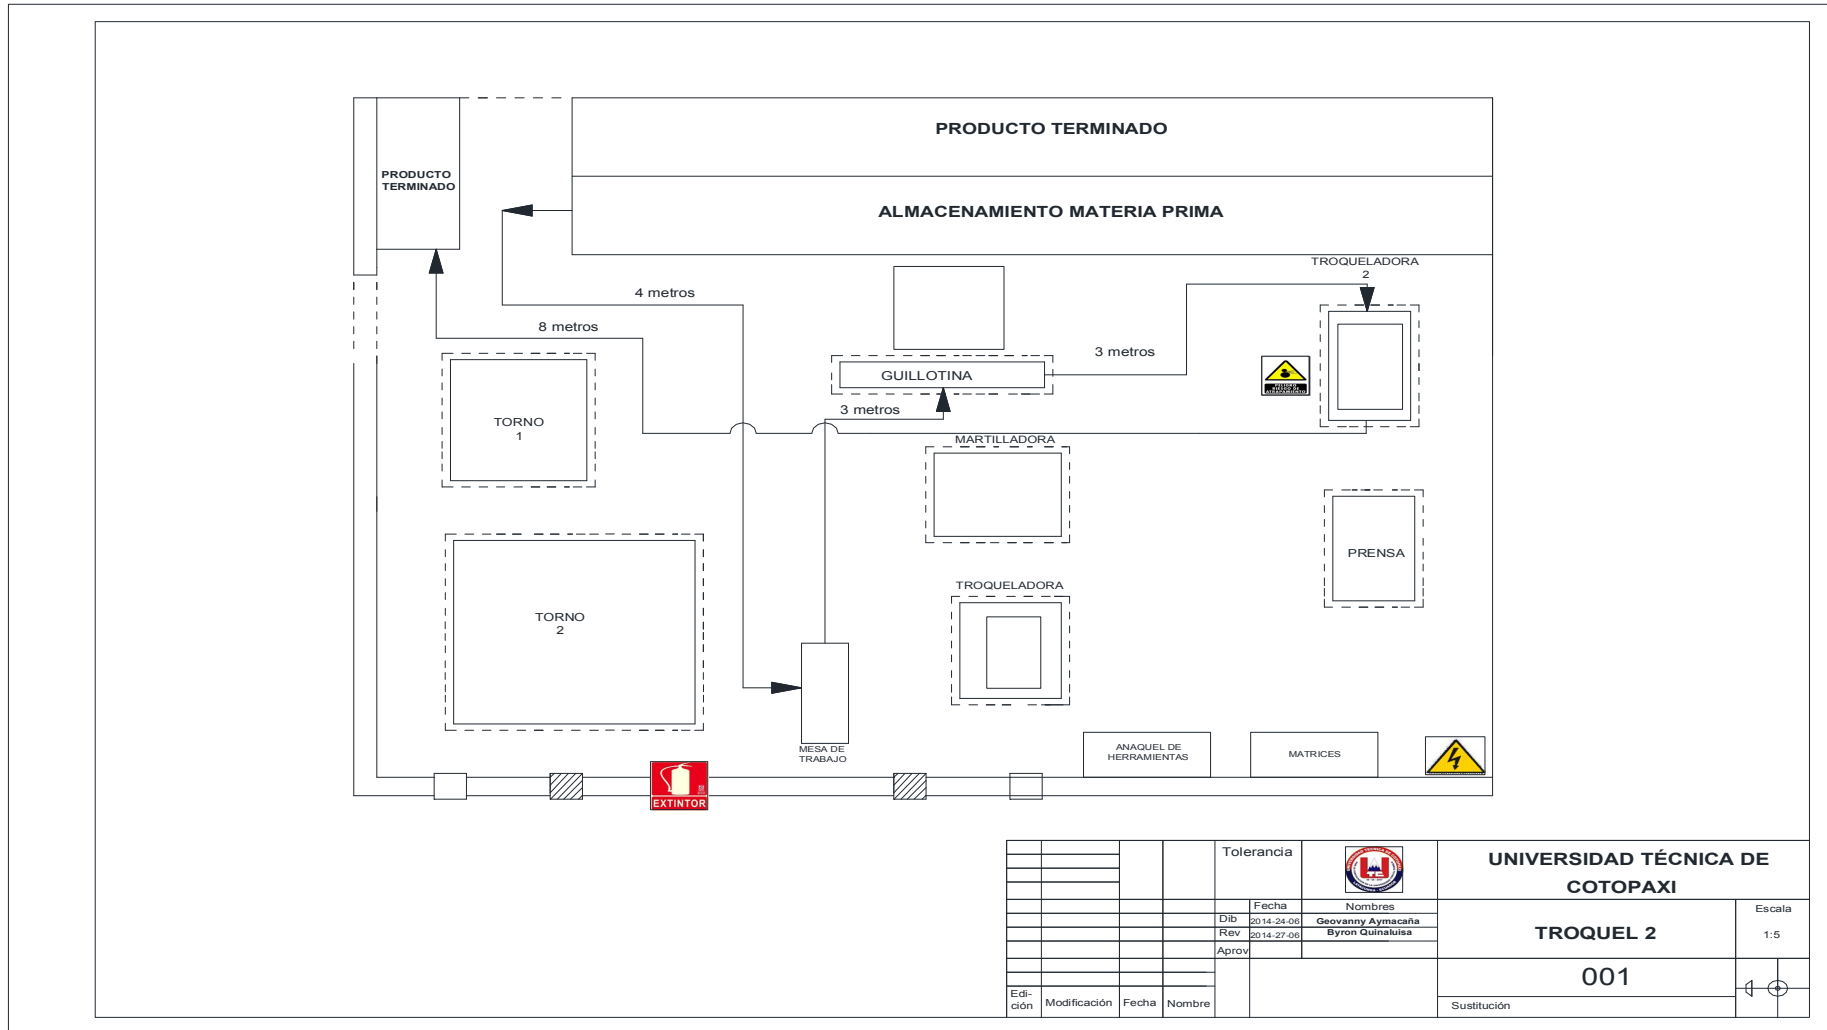 PRODUCTO TERMINADO
PRODUCTO
TERMINADO
ALMACENAMIENTO MATERIA PRIMA
TROQUELADORA
2
4 metros
8 metros
3 metros
GUILLOTINA
3 metros
TORNO
1
MARTILLADORA
PRENSA
TROQUELADORA
TORNO
2
MESA DE
TRABAJO
ANAQUEL DE
HERRAMIENTAS
MATRICES
EXTINTOR
Tolerancia
UNIVERSIDAD TÉCNICA DE
COTOPAXI
Fecha
Nombres
Dib
2014-24-06
Geovanny Aymacaña
Rev
2014-27-06
Byron Quinaluisa
Aprov
TROQUEL 2
Escala
1:5
001
Edi-
ción
Modificación
Fecha
Nombre
Sustitución